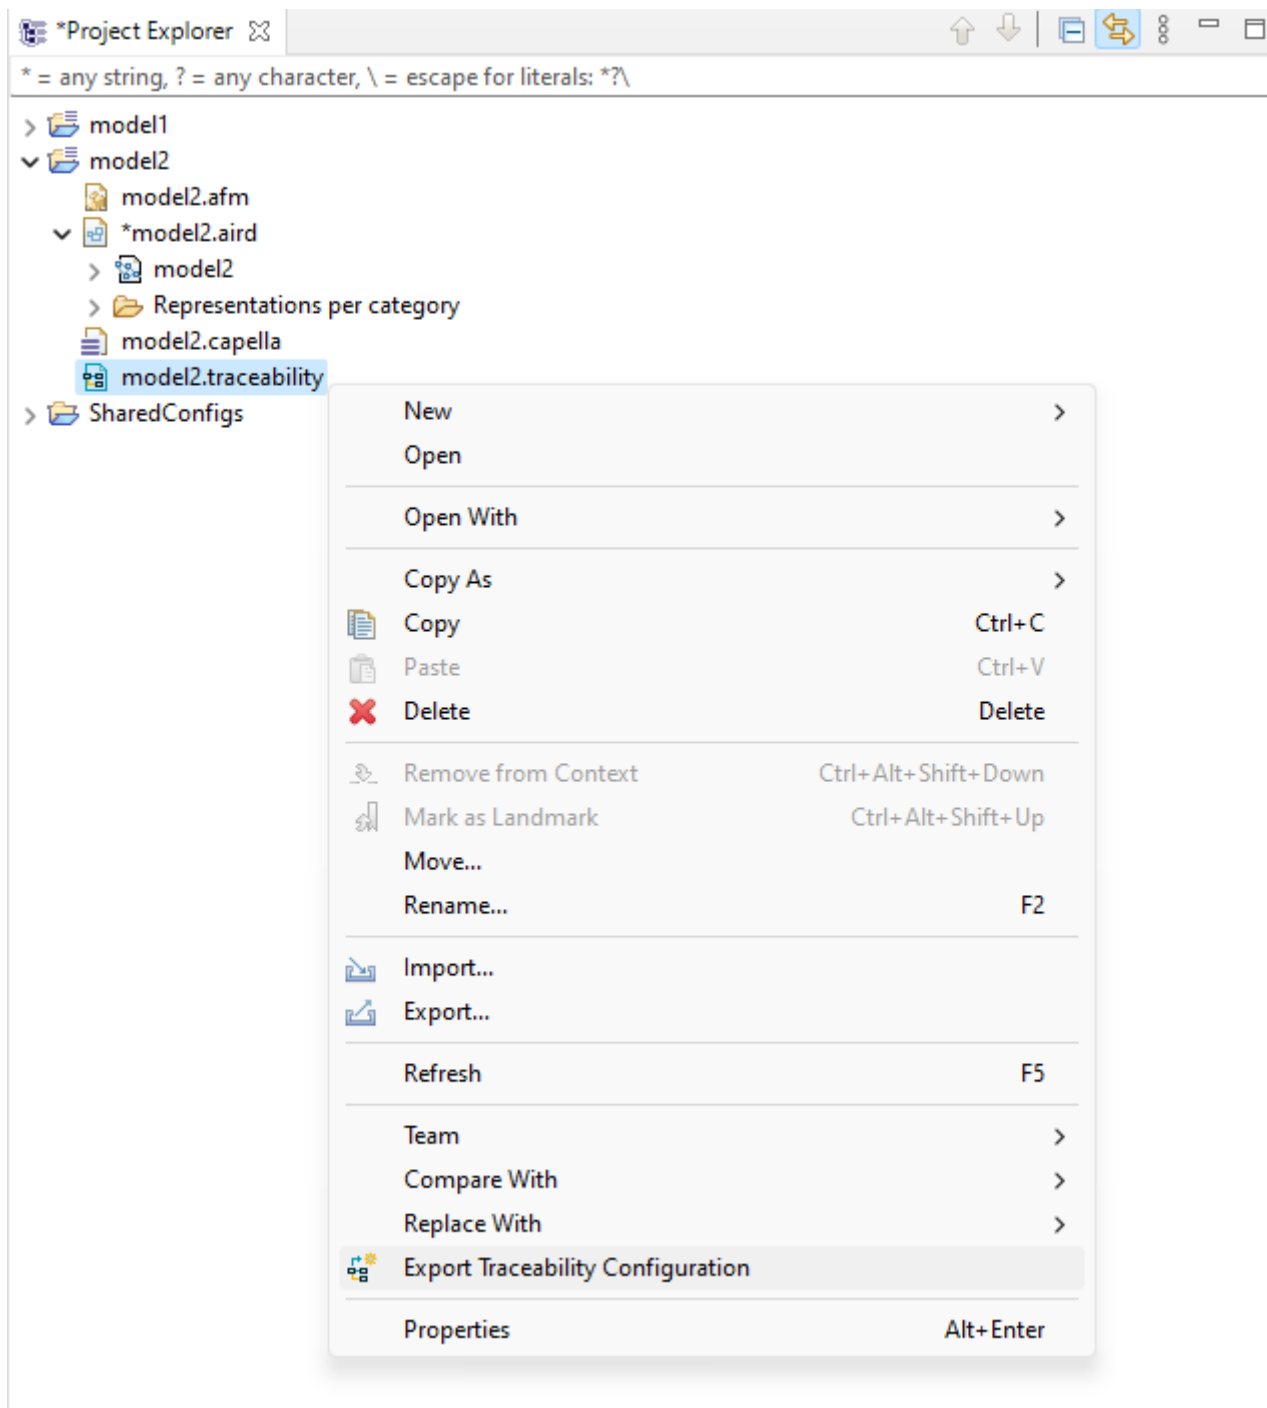 *Project Explorer
* = any string, ? = any character, \ = escape for literals: *?\
model1
model2
model2.afm
*model2.aird
model2
Representations per category
model2.capella
model2.traceability
SharedConfigs
New
Open
Open With
Copy As
Copy Ctrl+C
Paste Ctrl+V
Delete Delete
Remove from Context Ctrl+Alt+Shift+Down
Mark as Landmark Ctrl+Alt+Shift+Up
Move...
Rename... F2
Import...
Export...
Refresh F5
Team
Compare With
Replace With
Export Traceability Configuration
Properties Alt+Enter